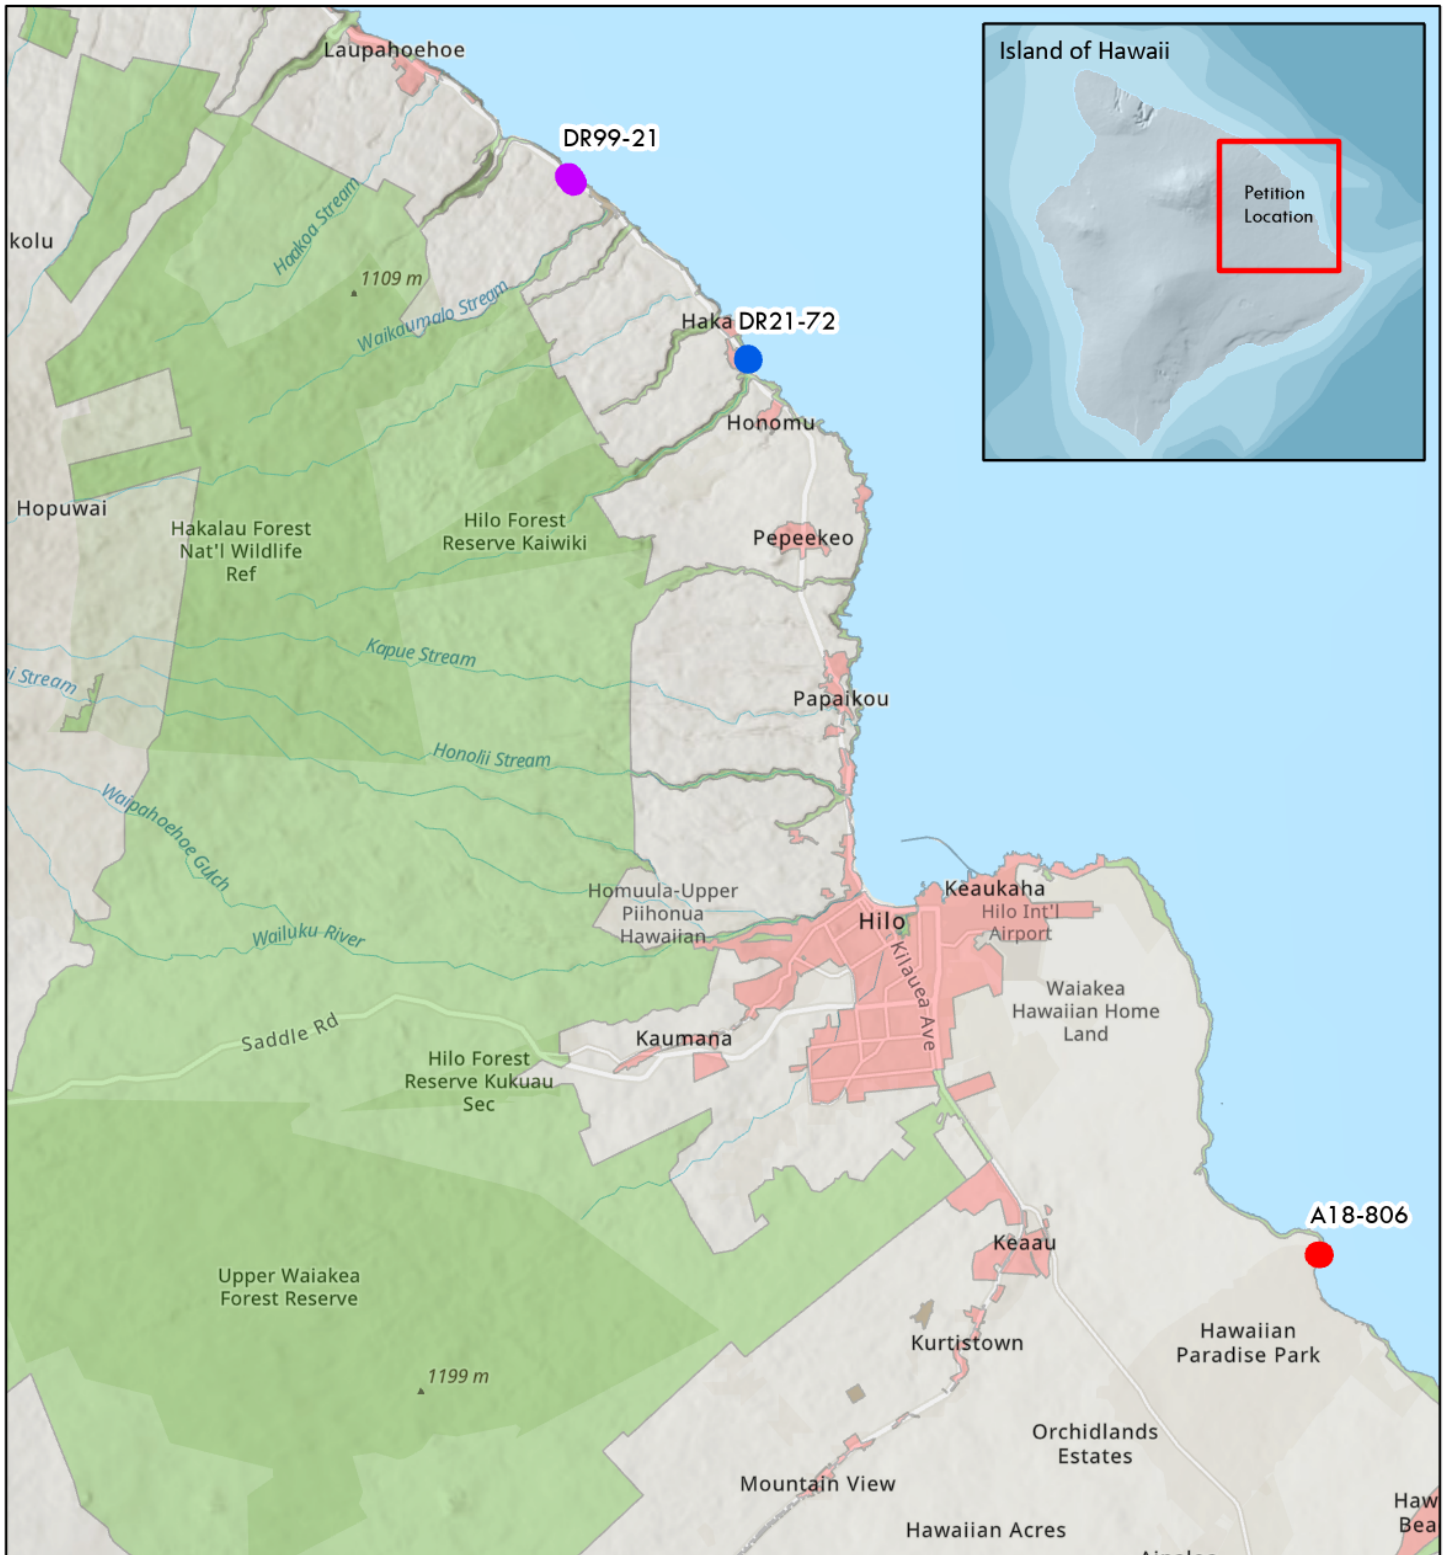 Laupahoehoe
Island of Hawaii
DR99-21
Petition
Location
kolu
Haakoa Stream
1109 m
Waikaumalo Stream
Haka
DR21-72
Honomu
Hopuwai
Hakalau Forest
Nat'l Wildlife
Ref
Hilo Forest
Reserve Kaiwiki
Pepeekeo
Kapue Stream
i Stream
Papaikou
Honolii Stream
Waipahoehoe Gulch
Homuula-Upper
Piihonua
Hawaiian
Keaukaha
Hilo
Hilo Int'l
Airport
Wailuku River
Kilauea Ave
Waiakea
Hawaiian Home
Land
Saddle Rd
Kaumana
Hilo Forest
Reserve Kukuau
Sec
A18-806
Keaau
Upper Waiakea
Forest Reserve
Kurtistown
Hawaiian
Paradise Park
1199 m
Orchidlands
Estates
Mountain View
Haw
Bea
Hawaiian Acres